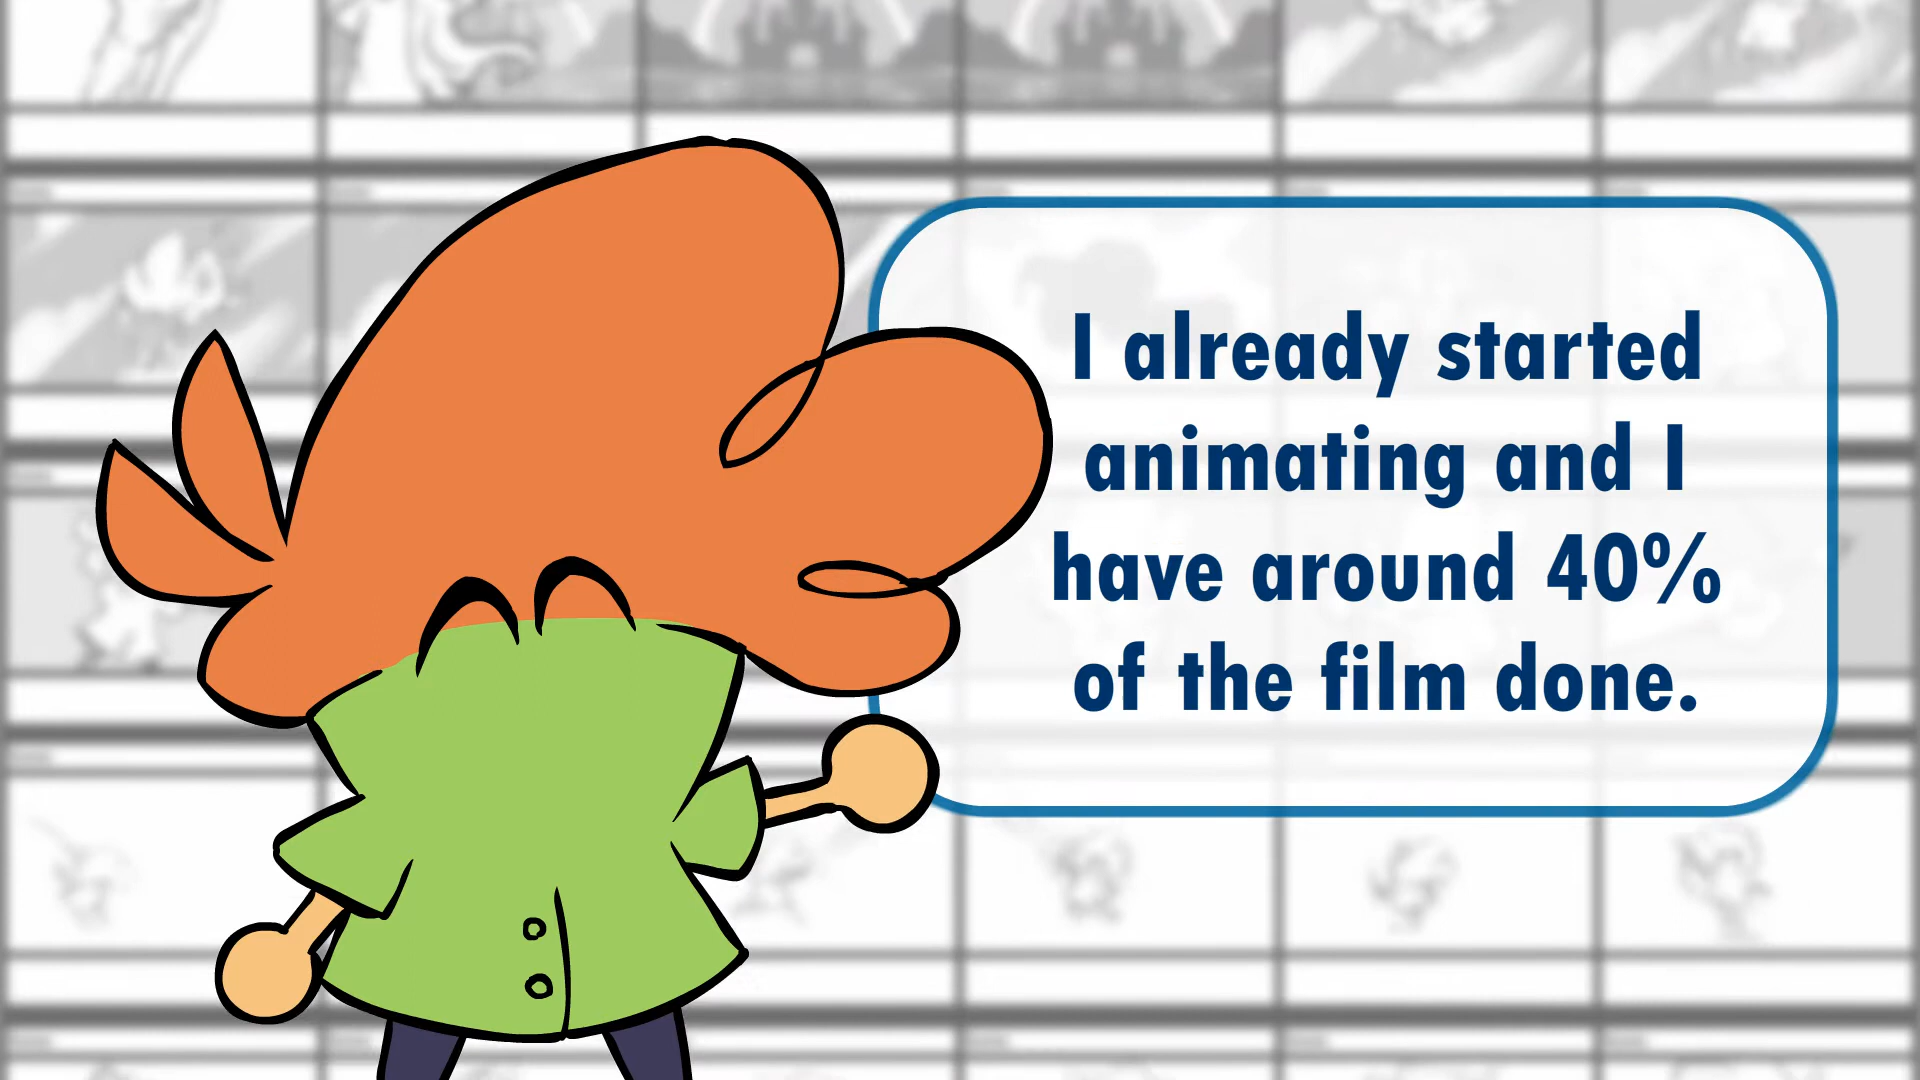 I already started
animating and I
have around 40%
of the film done.